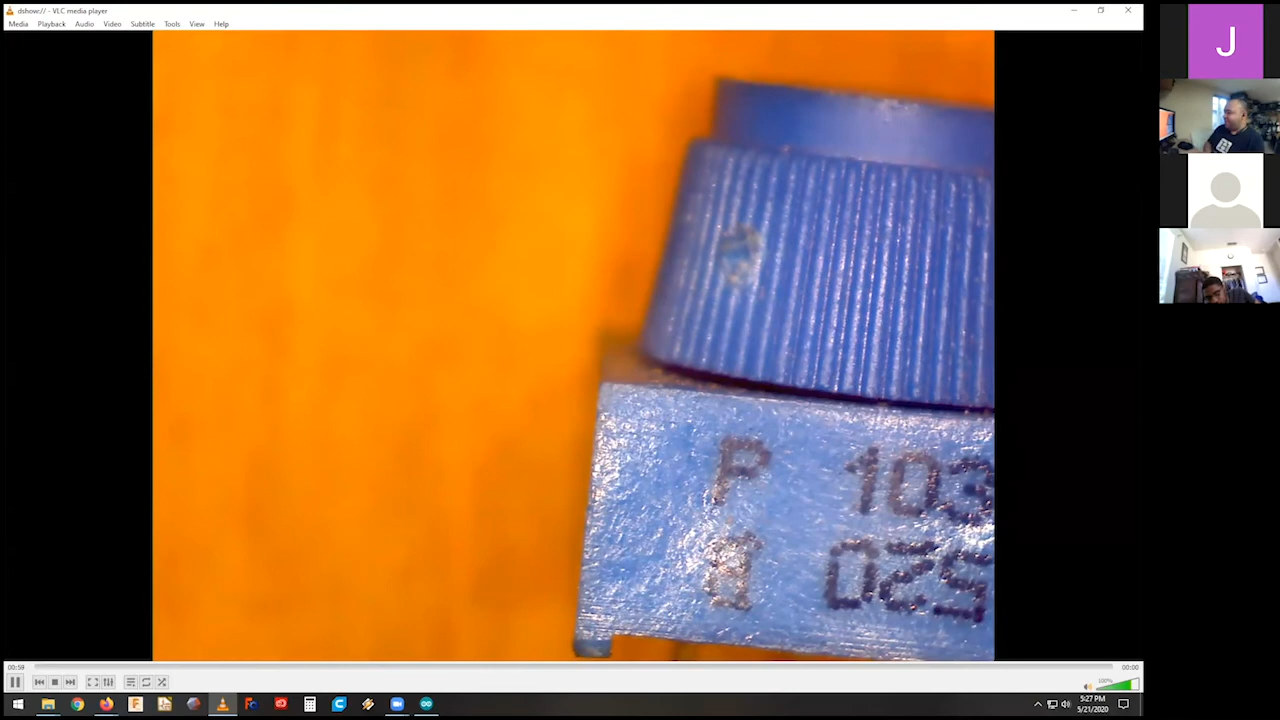 dshow:// - VLC media player
Media Playback Audio Video Subtitle Tools View Help
J
P 103
025
00:59
00:00
100%
5:27 PM
5/21/2020